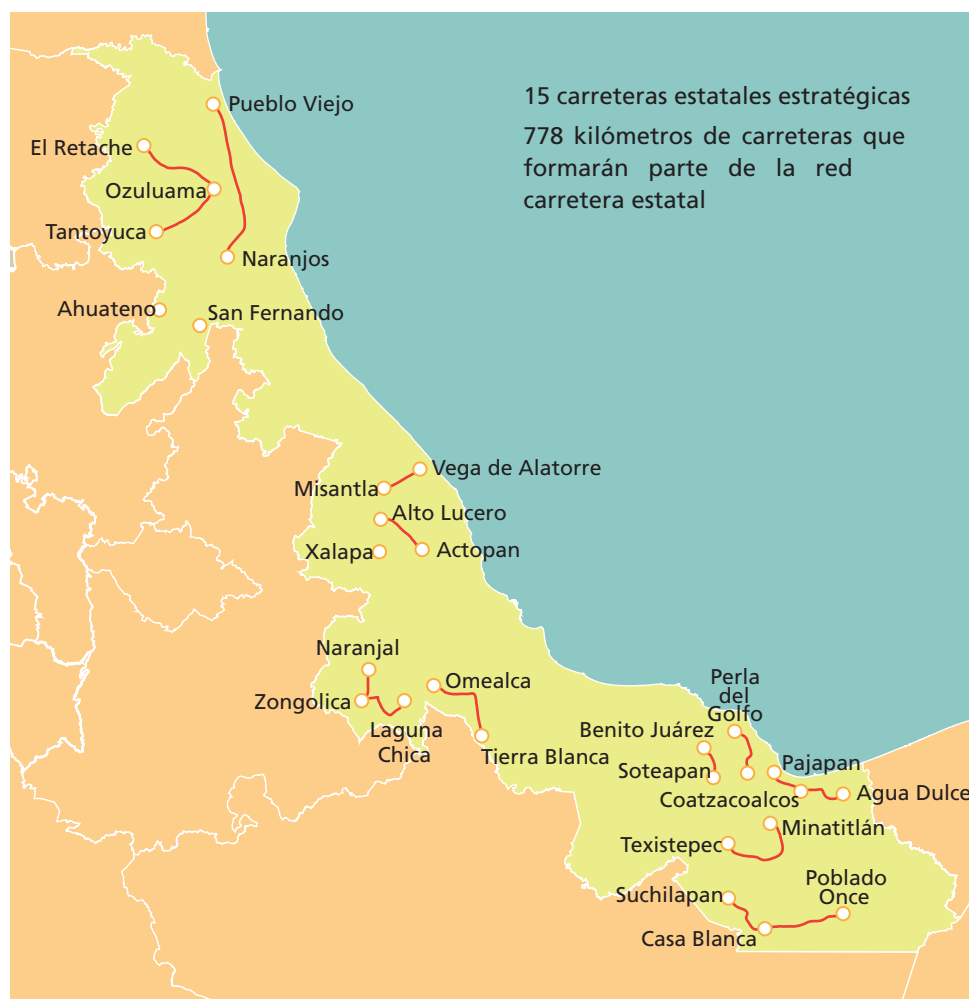 Pueblo Viejo
15 carreteras estatales estratégicas
778 kilómetros de carreteras que
formarán parte de la red
carretera estatal
El Retache
Ozuluama
Tantoyuca
Naranjos
Ahuateno
San Fernando
Vega de Alatorre
Misantla
Alto Lucero
Xalapa
Actopan
Naranjal
Zongolica
Laguna
Chica
Omealca
Tierra Blanca
Perla
del
Golfo
Benito Juárez
Soteapan
Pajapan
Coatzacoalcos
Agua Dulce
Minatitlán
Texistepec
Suchilapan
Poblado
Once
Casa Blanca